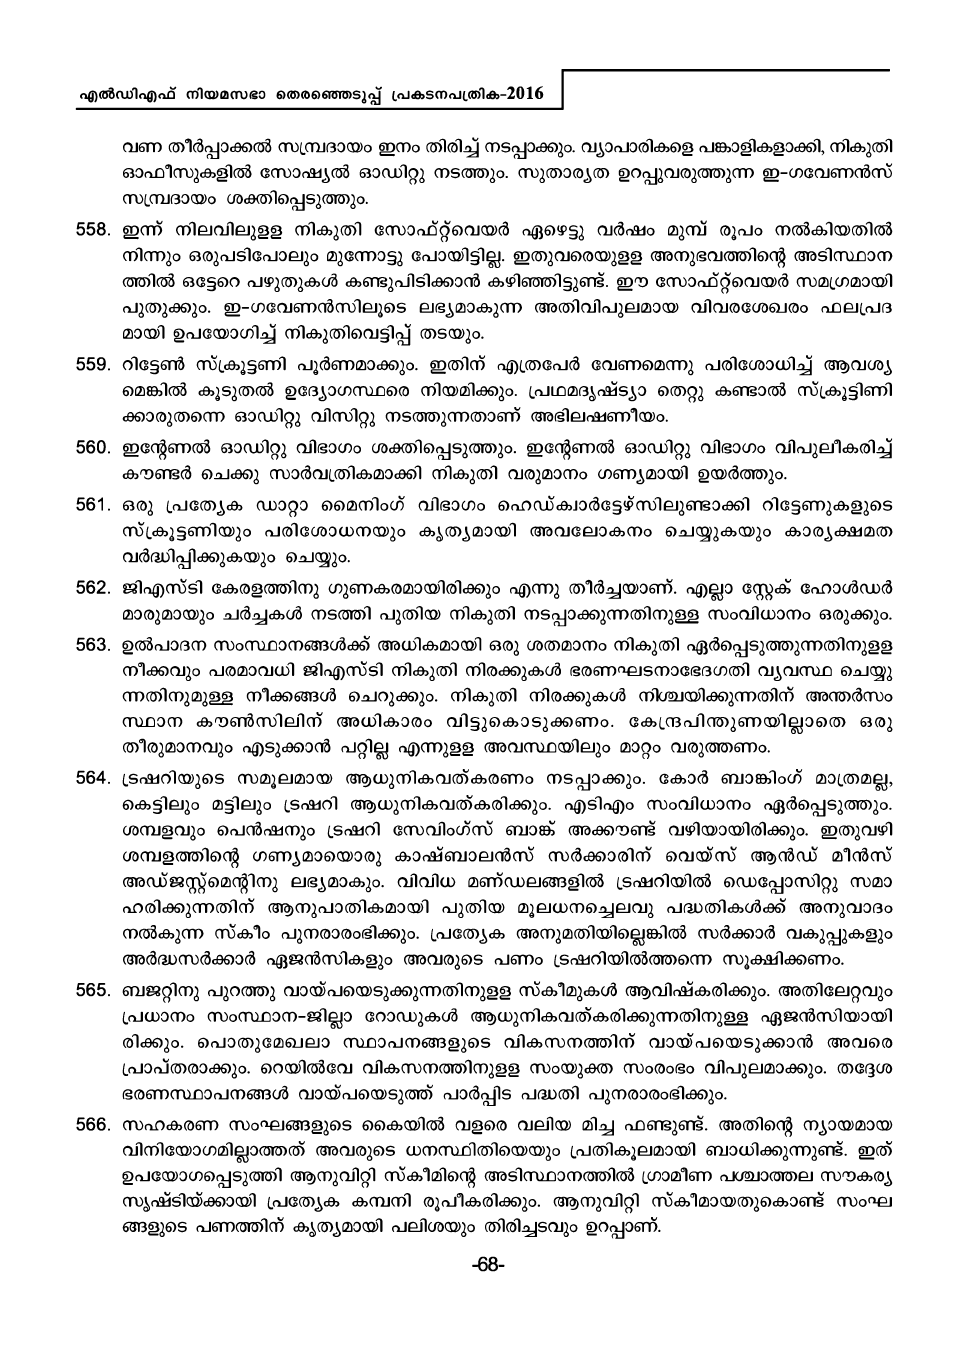 എൽഡിഎഫ് നിയമസഭാ തെരഞ്ഞെടുപ്പ് പ്രകടനപത്രിക-2016
വണ തീർപ്പാക്കൽ സമ്പ്രദായം ഇനം തിരിച്ച് നടപ്പാക്കും. വ്യാപാരികളെ പങ്കാളികളാക്കി, നികുതി
ഓഫീസുകളിൽ സോഷ്യൽ ഓഡിറ്റു നടത്തും. സുതാര്യത ഉറപ്പുവരുത്തുന്ന ഇ-ഗവേണൻസ്
സമ്പ്രദായം ശക്തിപ്പെടുത്തും.
558. ഇന്ന് നിലവിലുളള നികുതി സോഫ്റ്റ്‌വെയർ ഏഴെട്ടു വർഷം മുമ്പ് രൂപം നൽകിയതിൽ
നിന്നും ഒരുപടിപോലും മുന്നോട്ടു പോയിട്ടില്ല. ഇതുവരെയുളള അനുഭവത്തിന്റെ അടിസ്ഥാന
ത്തിൽ ഒട്ടേറെ പഴുതുകൾ കണ്ടുപിടിക്കാൻ കഴിഞ്ഞിട്ടുണ്ട്. ഈ സോഫ്റ്റ്‌വെയർ സമഗ്രമായി
പുതുക്കും. ഇ-ഗവേണൻസിലൂടെ ലഭ്യമാകുന്ന അതിവിപുലമായ വിവരശേഖരം ഫലപ്രദ
മായി ഉപയോഗിച്ച് നികുതിവെട്ടിപ്പ് തടയും.
559. റിട്ടേൺ സ്ക്രൂട്ടണി പൂർണമാക്കും. ഇതിന് എത്രപേർ വേണമെന്നു പരിശോധിച്ച് ആവശ്യ
മെങ്കിൽ കൂടുതൽ ഉദ്യോഗസ്ഥരെ നിയമിക്കും. പ്രഥമദൃഷ്ട്യാ തെറ്റു കണ്ടാൽ സ്ക്രൂട്ടിണി
ക്കാരുതന്നെ ഓഡിറ്റു വിസിറ്റു നടത്തുന്നതാണ് അഭിലഷണീയം.
560. ഇന്റേണൽ ഓഡിറ്റു വിഭാഗം ശക്തിപ്പെടുത്തും. ഇന്റേണൽ ഓഡിറ്റു വിഭാഗം വിപുലീകരിച്ച്
കൗണ്ടർ ചെക്കു സാർവത്രികമാക്കി നികുതി വരുമാനം ഗണ്യമായി ഉയർത്തും.
561. ഒരു പ്രത്യേക ഡാറ്റാ മൈനിംഗ് വിഭാഗം ഹെഡ്ക്വാർട്ടേഴ്സിലുണ്ടാക്കി റിട്ടേണുകളുടെ
സ്ക്രൂട്ടണിയും പരിശോധനയും കൃത്യമായി അവലോകനം ചെയ്യുകയും കാര്യക്ഷമത
വർദ്ധിപ്പിക്കുകയും ചെയ്യും.
562. ജിഎസ്ടി കേരളത്തിനു ഗുണകരമായിരിക്കും എന്നു തീർച്ചയാണ്. എല്ലാ സ്റ്റേക് ഹോൾഡർ
മാരുമായും ചർച്ചകൾ നടത്തി പുതിയ നികുതി നടപ്പാക്കുന്നതിനുള്ള സംവിധാനം ഒരുക്കും.
563. ഉൽപാദന സംസ്ഥാനങ്ങൾക്ക് അധികമായി ഒരു ശതമാനം നികുതി ഏർപ്പെടുത്തുന്നതിനുളള
നീക്കവും പരമാവധി ജിഎസ്ടി നികുതി നിരക്കുകൾ ഭരണഘടനാഭേദഗതി വ്യവസ്ഥ ചെയ്യു
ന്നതിനുമുള്ള നീക്കങ്ങൾ ചെറുക്കും. നികുതി നിരക്കുകൾ നിശ്ചയിക്കുന്നതിന് അന്തർസം
സ്ഥാന കൗൺസിലിന് അധികാരം വിട്ടുകൊടുക്കണം. കേന്ദ്രപിന്തുണയില്ലാതെ ഒരു
തീരുമാനവും എടുക്കാൻ പറ്റില്ല എന്നുളള അവസ്ഥയിലും മാറ്റം വരുത്തണം.
564. ട്രഷറിയുടെ സമൂലമായ ആധുനികവത്കരണം നടപ്പാക്കും. കോർ ബാങ്കിംഗ് മാത്രമല്ല,
കെട്ടിലും മട്ടിലും ട്രഷറി ആധുനികവത്കരിക്കും. എടിഎം സംവിധാനം ഏർപ്പെടുത്തും.
ശമ്പളവും പെൻഷനും ട്രഷറി സേവിംഗ്സ് ബാങ്ക് അക്കൗണ്ട് വഴിയായിരിക്കും. ഇതുവഴി
ശമ്പളത്തിന്റെ ഗണ്യമായൊരു കാഷ്ബാലൻസ് സർക്കാരിന് വെയ്സ് ആൻഡ് മീൻസ്
അഡ്ജസ്റ്റ്മെന്റിനു ലഭ്യമാകും. വിവിധ മണ്ഡലങ്ങളിൽ ട്രഷറിയിൽ ഡെപ്പോസിറ്റു സമാ
ഹരിക്കുന്നതിന് ആനുപാതികമായി പുതിയ മൂലധനച്ചെലവു പദ്ധതികൾക്ക് അനുവാദം
നൽകുന്ന സ്കീം പുനരാരംഭിക്കും. പ്രത്യേക അനുമതിയില്ലെങ്കിൽ സർക്കാർ വകുപ്പുകളും
അർദ്ധസർക്കാർ ഏജൻസികളും അവരുടെ പണം ട്രഷറിയിൽത്തന്നെ സൂക്ഷിക്കണം.
565. ബജറ്റിനു പുറത്തു വായ്പയെടുക്കുന്നതിനുളള സ്കീമുകൾ ആവിഷ്കരിക്കും. അതിലേറ്റവും
പ്രധാനം സംസ്ഥാന-ജില്ലാ റോഡുകൾ ആധുനികവത്കരിക്കുന്നതിനുള്ള ഏജൻസിയായി
രിക്കും. പൊതുമേഖലാ സ്ഥാപനങ്ങളുടെ വികസനത്തിന് വായ്പയെടുക്കാൻ അവരെ
പ്രാപ്തരാക്കും. റെയിൽവേ വികസനത്തിനുളള സംയുക്ത സംരംഭം വിപുലമാക്കും. തദ്ദേശ
ഭരണസ്ഥാപനങ്ങൾ വായ്പയെടുത്ത് പാർപ്പിട പദ്ധതി പുനരാരംഭിക്കും.
566. സഹകരണ സംഘങ്ങളുടെ കൈയിൽ വളരെ വലിയ മിച്ച ഫണ്ടുണ്ട്. അതിന്റെ ന്യായമായ
വിനിയോഗമില്ലാത്തത് അവരുടെ ധനസ്ഥിതിയെയും പ്രതികൂലമായി ബാധിക്കുന്നുണ്ട്. ഇത്
ഉപയോഗപ്പെടുത്തി ആനുവിറ്റി സ്കീമിന്റെ അടിസ്ഥാനത്തിൽ ഗ്രാമീണ പശ്ചാത്തല സൗകര്യ
സൃഷ്ടിയ്ക്കായി പ്രത്യേക കമ്പനി രൂപീകരിക്കും. ആനുവിറ്റി സ്കീമായതുകൊണ്ട് സംഘ
ങ്ങളുടെ പണത്തിന് കൃത്യമായി പലിശയും തിരിച്ചടവും ഉറപ്പാണ്.
-68-